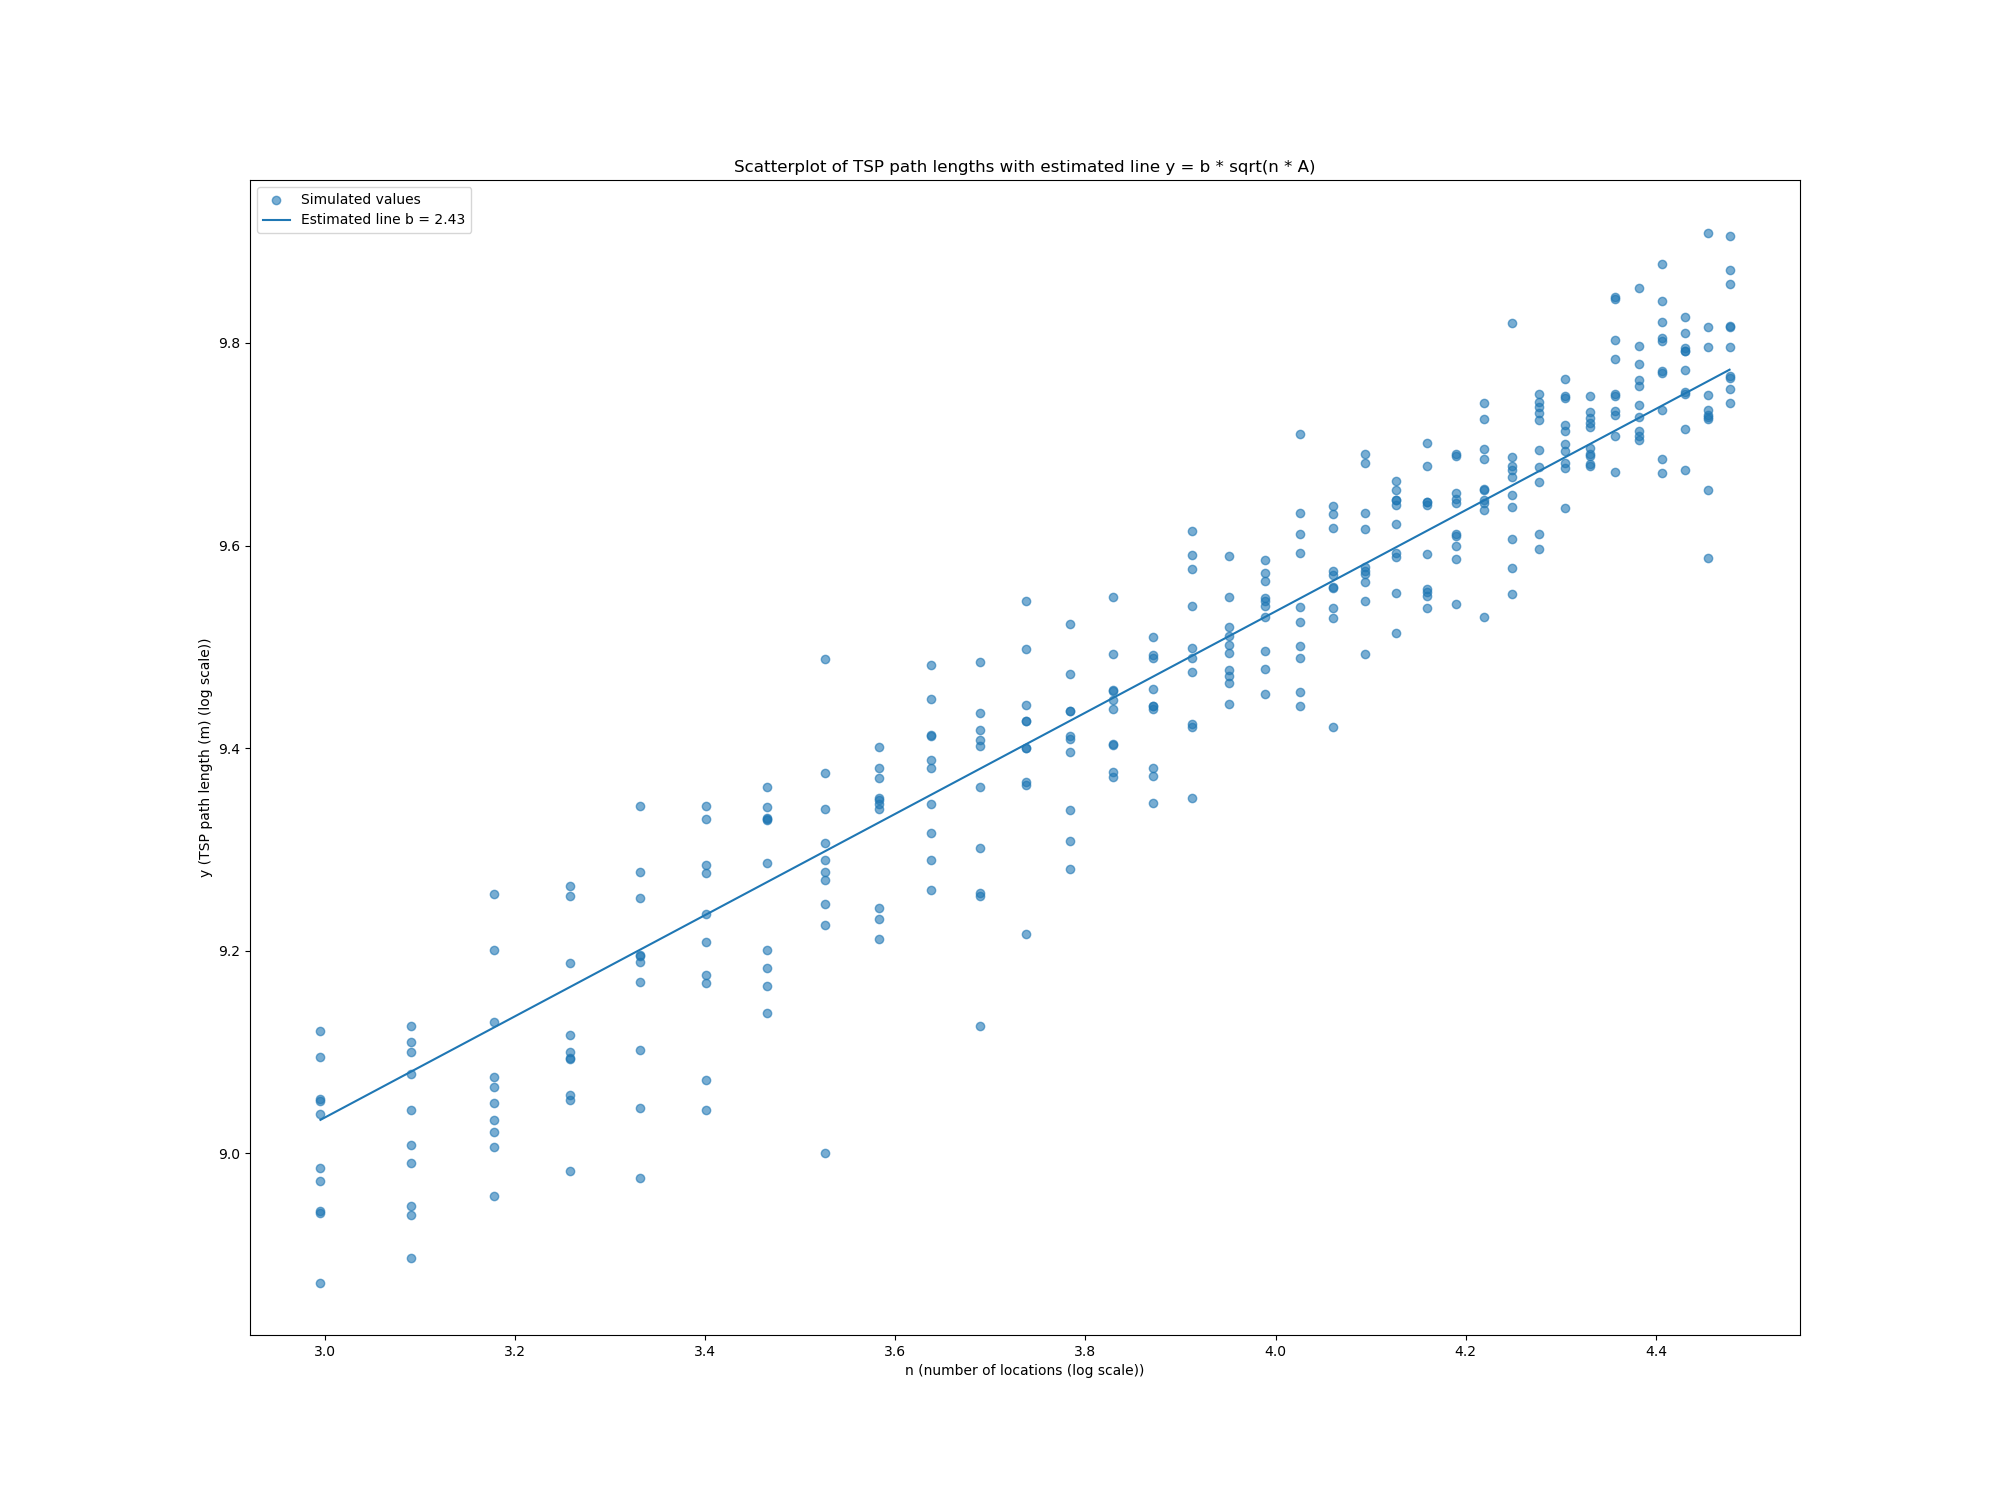 Scatterplot of TSP path lengths with estimated line y = b * sqrt(n * A)
Simulated values
Estimated line b = 2.43
9.8
9.6
9.4
9.2
9.0
y (TSP path length (m) (log scale))
3.0 3.2 3.4 3.6 3.8 4.0 4.2 4.4
n (number of locations (log scale))